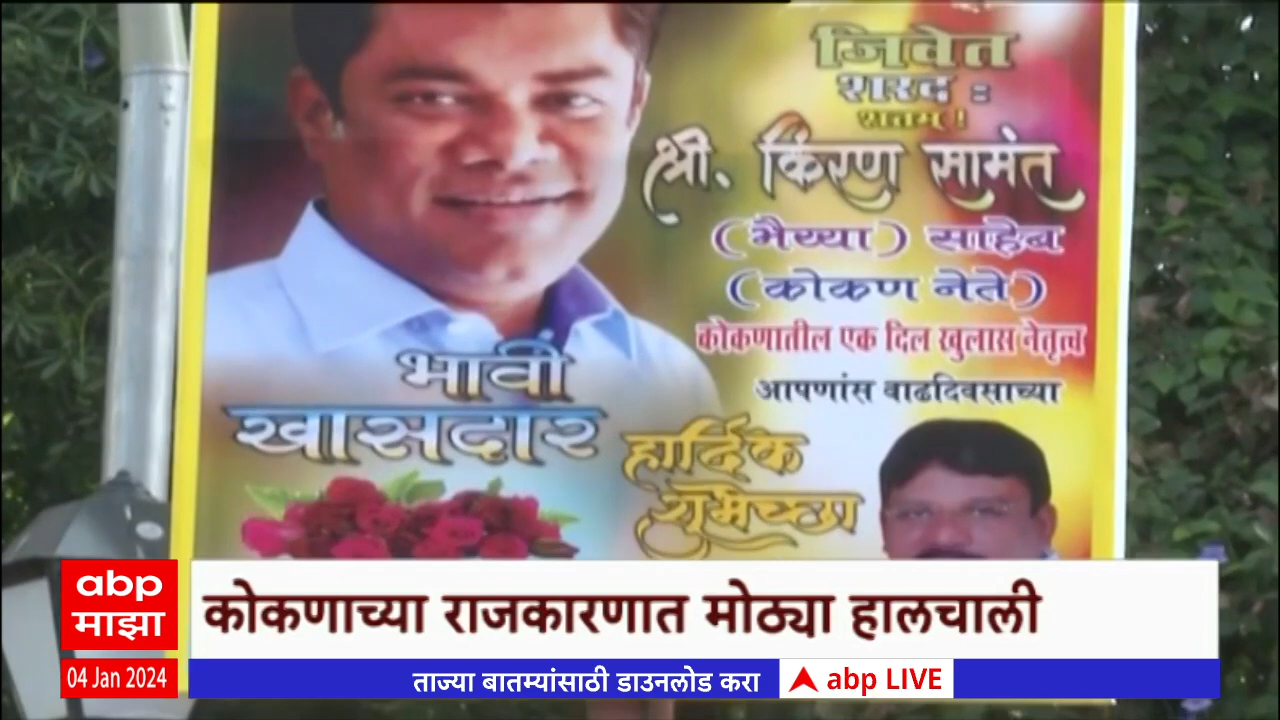 जिवेत
शरद :
शतम् !
श्री. किरण सामंत
(भैय्या) साहेब
(कोकण नेते)
कोकणातील एक दिल खुलास नेतृत्व
आपणांस वाढदिवसाच्या
हार्दिक
शुभेच्छा
भावी
खासदार
abp
माझा
कोकणाच्या राजकारणात मोठ्या हालचाली
04 Jan 2024
ताज्या बातम्यांसाठी डाउनलोड करा
abp LIVE